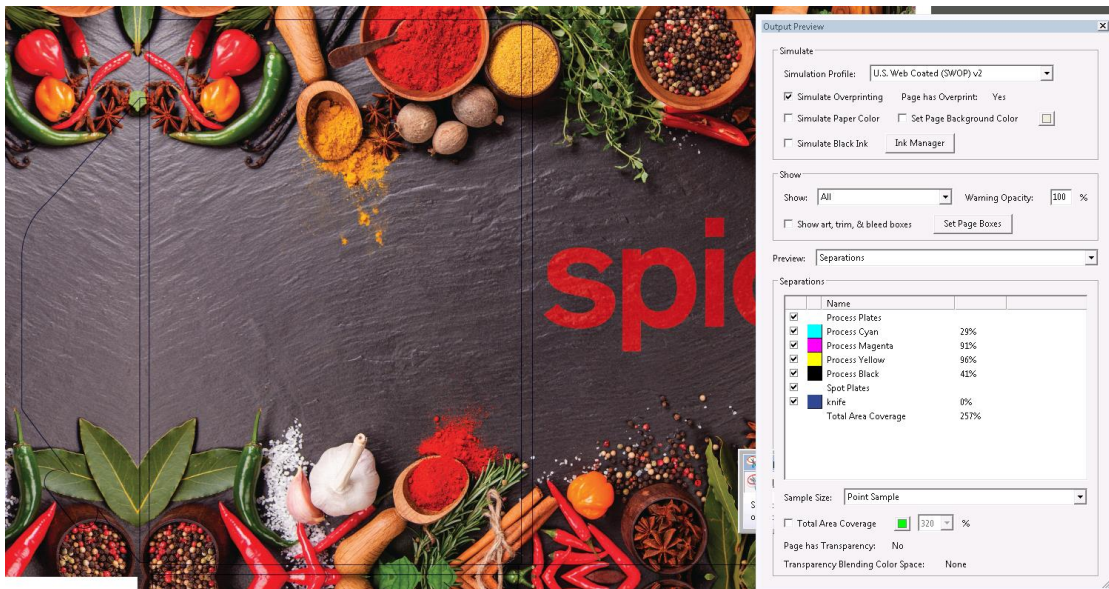 spic
Output Preview
Simulate
Simulation Profile: U.S. Web Coated (SWOP) v2
Simulate Overprinting Page has Overprint: Yes
Simulate Paper Color Set Page Background Color
Simulate Black Ink Ink Manager
Show
Show: All Warning Opacity: 100 %
Show art, trim, & bleed boxes Set Page Boxes
Preview: Separations
Separations
Name
Process Plates
Process Cyan 29%
Process Magenta 91%
Process Yellow 96%
Process Black 41%
Spot Plates
knife 0%
Total Area Coverage 257%
Sample Size: Point Sample
Total Area Coverage 320 %
Page has Transparency: No
Transparency Blending Color Space: None